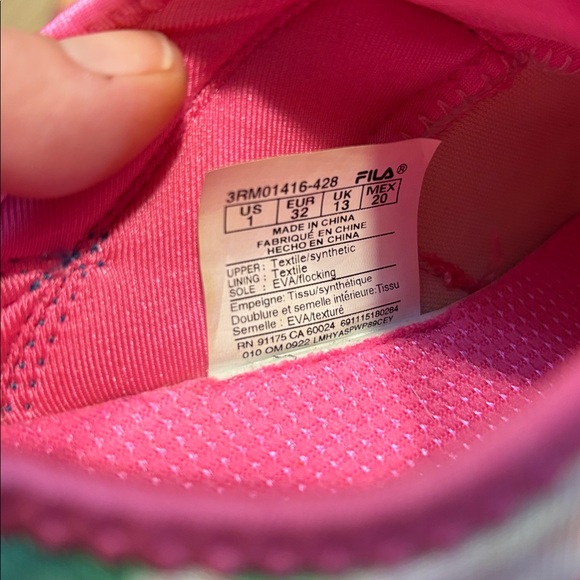 3RM01416-428 FILA®
US EUR UK MEX
1 32 13 20
MADE IN CHINA
FABRIQUÉ EN CHINE
HECHO EN CHINA
UPPER: Textile/synthetic
LINING: Textile
SOLE: EVA/flocking
Empeigne: Tissu/synthétique
Doublure et semelle intérieure:Tissu
Semelle: EVA/texturé
RN 91175 CA 60024 691115180284
010 OM 0922 LMHYASPWP89CEY